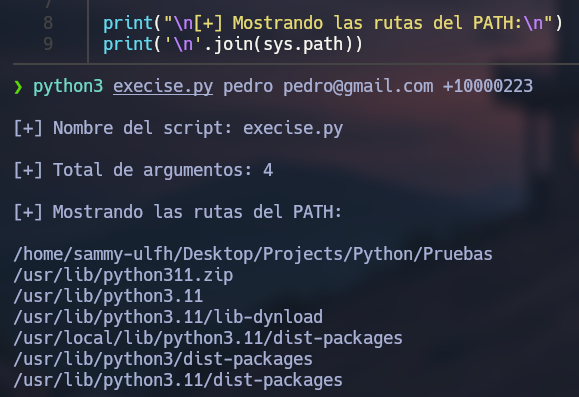 8 print("\n[+] Mostrando las rutas del PATH:\n")
9 print('\n'.join(sys.path))
❯ python3 execise.py pedro pedro@gmail.com +10000223
[+] Nombre del script: execise.py
[+] Total de argumentos: 4
[+] Mostrando las rutas del PATH:
/home/sammy-ulfh/Desktop/Projects/Python/Pruebas
/usr/lib/python311.zip
/usr/lib/python3.11
/usr/lib/python3.11/lib-dynload
/usr/local/lib/python3.11/dist-packages
/usr/lib/python3/dist-packages
/usr/lib/python3.11/dist-packages